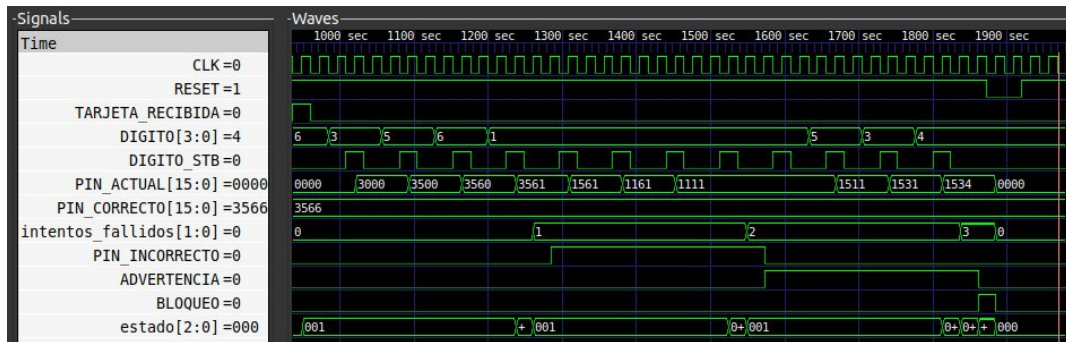 Signals
Waves
Time
1000 sec 1100 sec 1200 sec 1300 sec 1400 sec 1500 sec 1600 sec 1700 sec 1800 sec 1900 sec
CLK=0
RESET=1
TARJETA_RECIBIDA=0
DIGITO[3:0]=4 6 3 5 6 1 5 3 4
DIGITO_STB=0
PIN_ACTUAL[15:0]=0000 0000 3000 3500 3560 3561 1561 1161 1111 1511 1531 1534 0000
PIN_CORRECTO[15:0]=3566 3566
intentos_fallidos[1:0]=0 0 1 2 3 0
PIN_INCORRECTO=0
ADVERTENCIA=0
BLOQUEO=0
estado[2:0]=000 001 + 001 0+ 001 0+ 0+ + 000